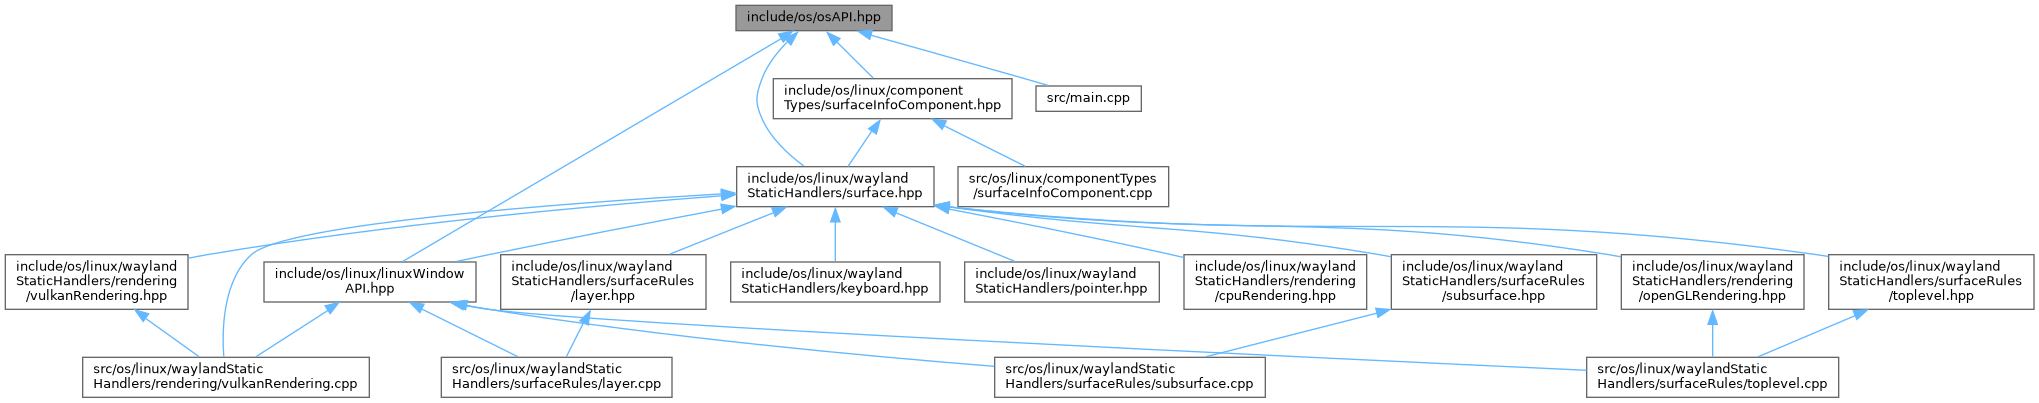 include/os/osAPI.hpp
include/os/linux/component
Types/surfaceInfoComponent.hpp
src/main.cpp
include/os/linux/wayland
StaticHandlers/surface.hpp
src/os/linux/componentTypes
/surfaceInfoComponent.cpp
include/os/linux/wayland
StaticHandlers/rendering
/vulkanRendering.hpp
include/os/linux/linuxWindow
API.hpp
include/os/linux/wayland
StaticHandlers/surfaceRules
/layer.hpp
include/os/linux/wayland
StaticHandlers/keyboard.hpp
include/os/linux/wayland
StaticHandlers/pointer.hpp
include/os/linux/wayland
StaticHandlers/rendering
/cpuRendering.hpp
include/os/linux/wayland
StaticHandlers/surfaceRules
/subsurface.hpp
include/os/linux/wayland
StaticHandlers/rendering
/openGLRendering.hpp
include/os/linux/wayland
StaticHandlers/surfaceRules
/toplevel.hpp
src/os/linux/waylandStatic
Handlers/rendering/vulkanRendering.cpp
src/os/linux/waylandStatic
Handlers/surfaceRules/layer.cpp
src/os/linux/waylandStatic
Handlers/surfaceRules/subsurface.cpp
src/os/linux/waylandStatic
Handlers/surfaceRules/toplevel.cpp